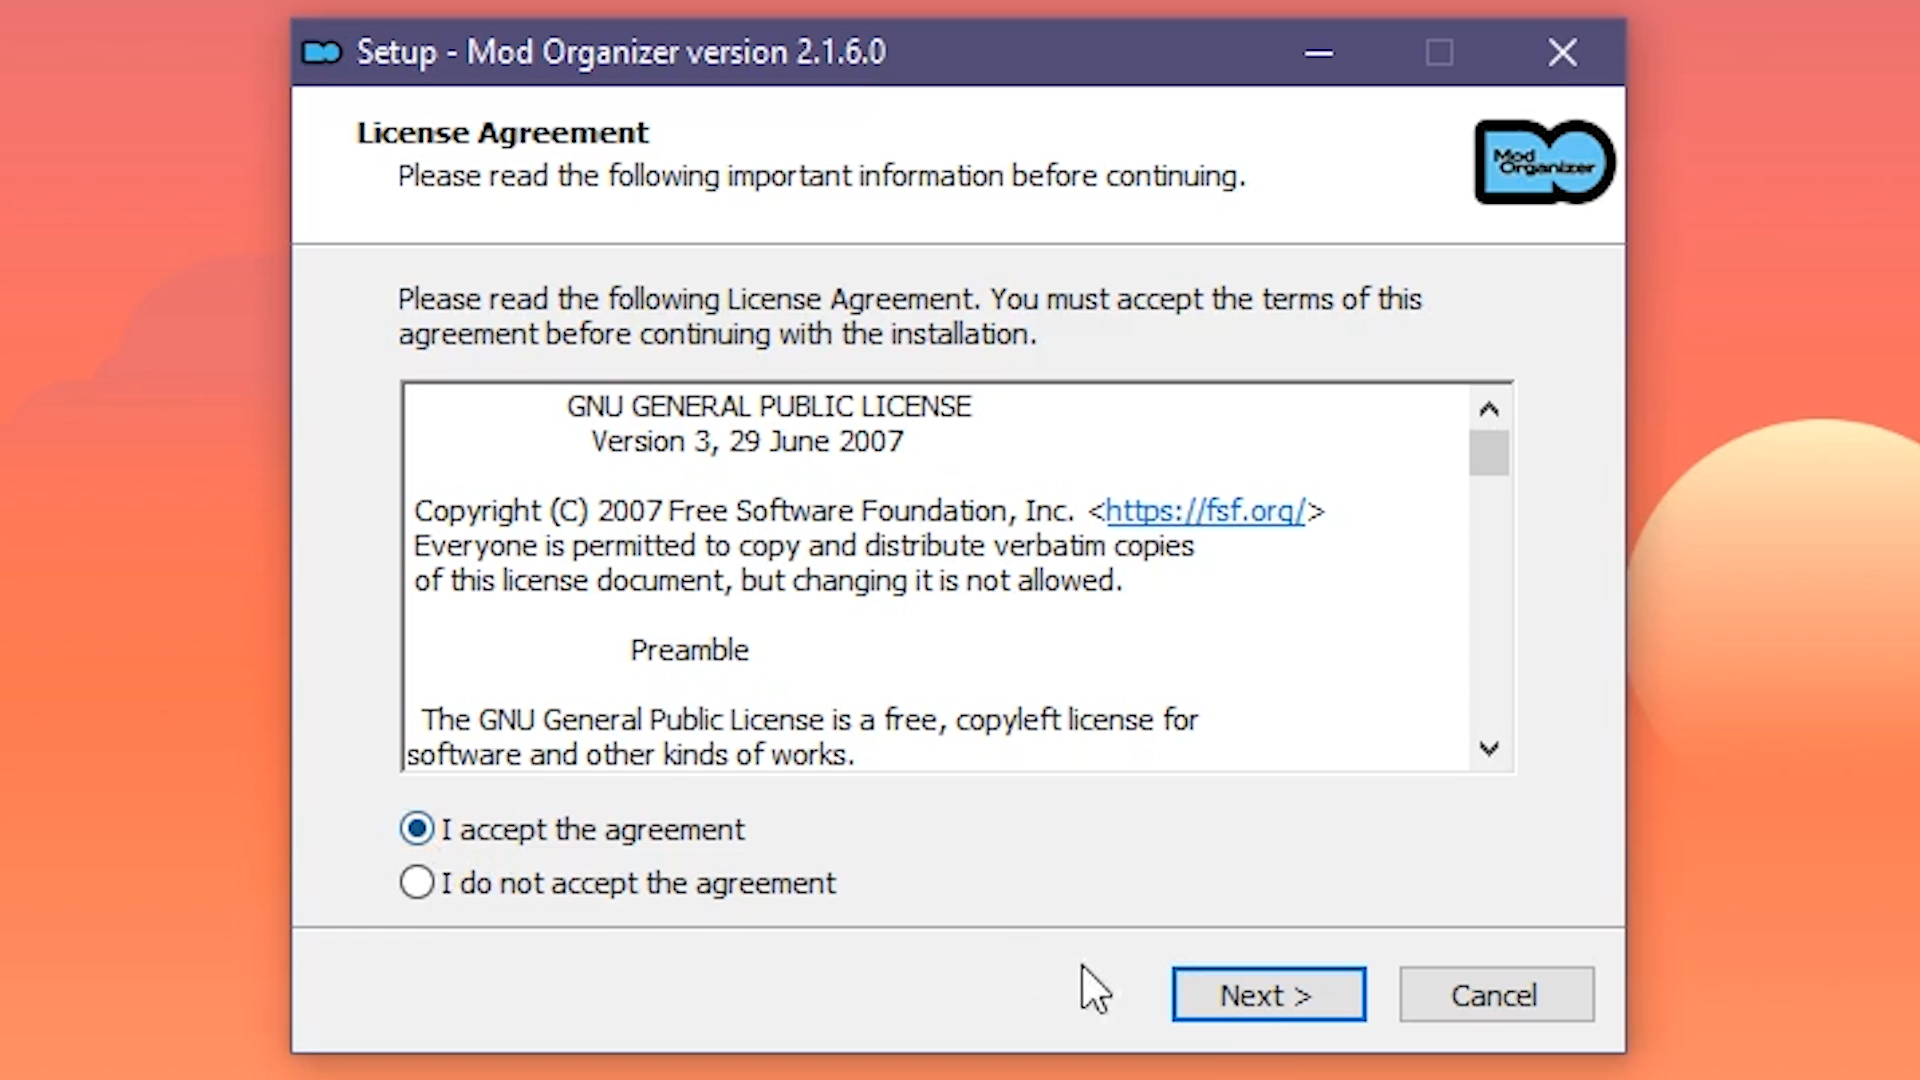 Setup - Mod Organizer version 2.1.6.0
License Agreement
Please read the following important information before continuing.
Mod
Organizer
Please read the following License Agreement. You must accept the terms of this
agreement before continuing with the installation.
GNU GENERAL PUBLIC LICENSE
Version 3, 29 June 2007
Copyright (C) 2007 Free Software Foundation, Inc. <https://fsf.org/>
Everyone is permitted to copy and distribute verbatim copies
of this license document, but changing it is not allowed.
Preamble
The GNU General Public License is a free, copyleft license for
software and other kinds of works.
I accept the agreement
I do not accept the agreement
Next >
Cancel